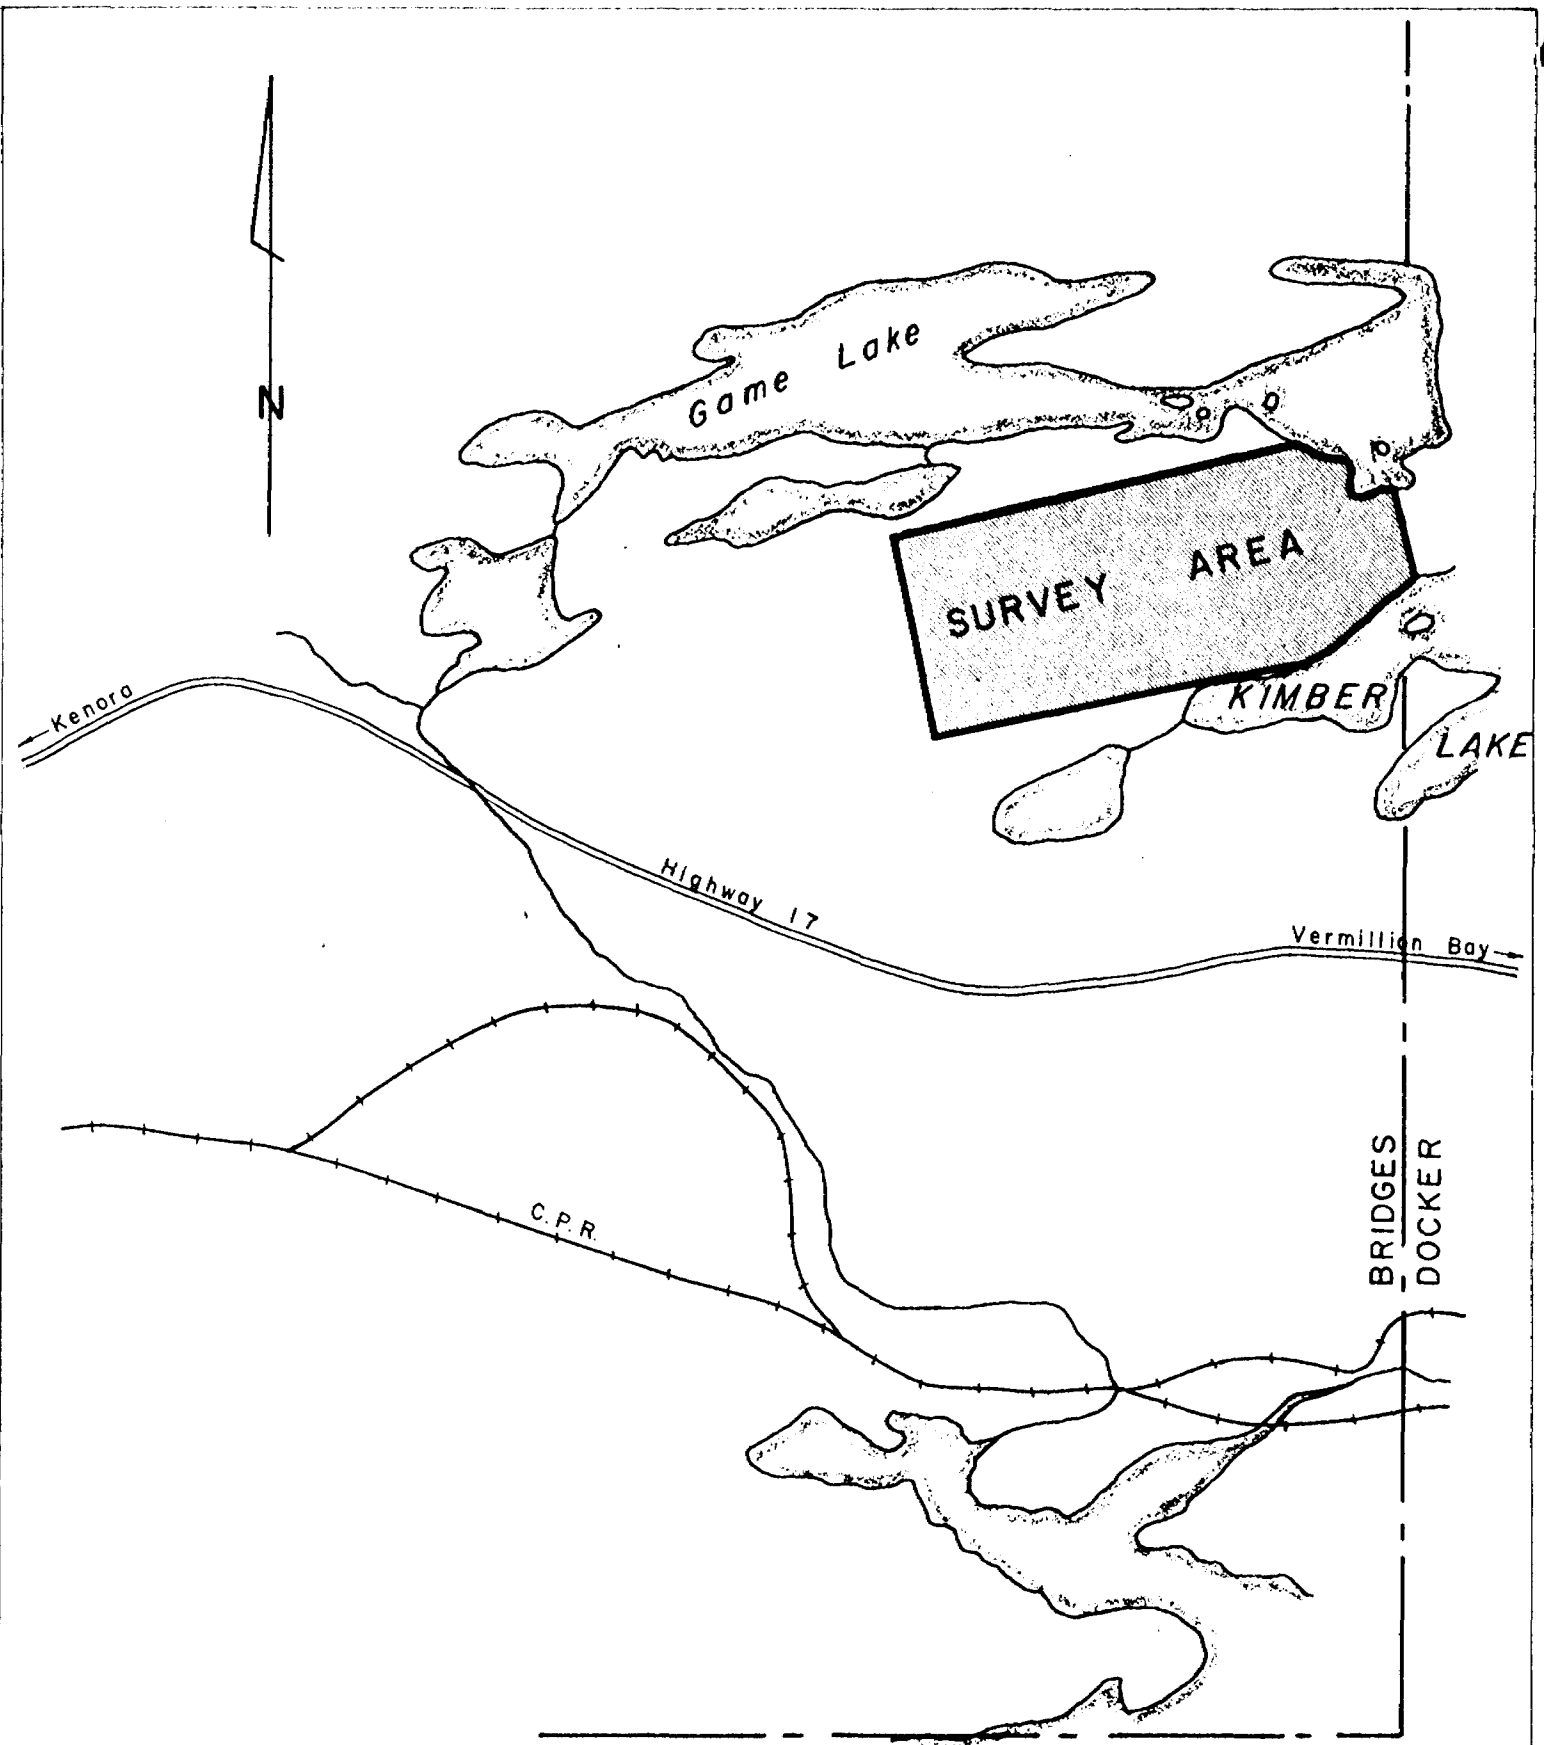 N
Game Lake
SURVEY AREA
Kenora
KIMBER
LAKE
Highway 17
Vermillion Bay
BRIDGES
DOCKER
C.P.R.